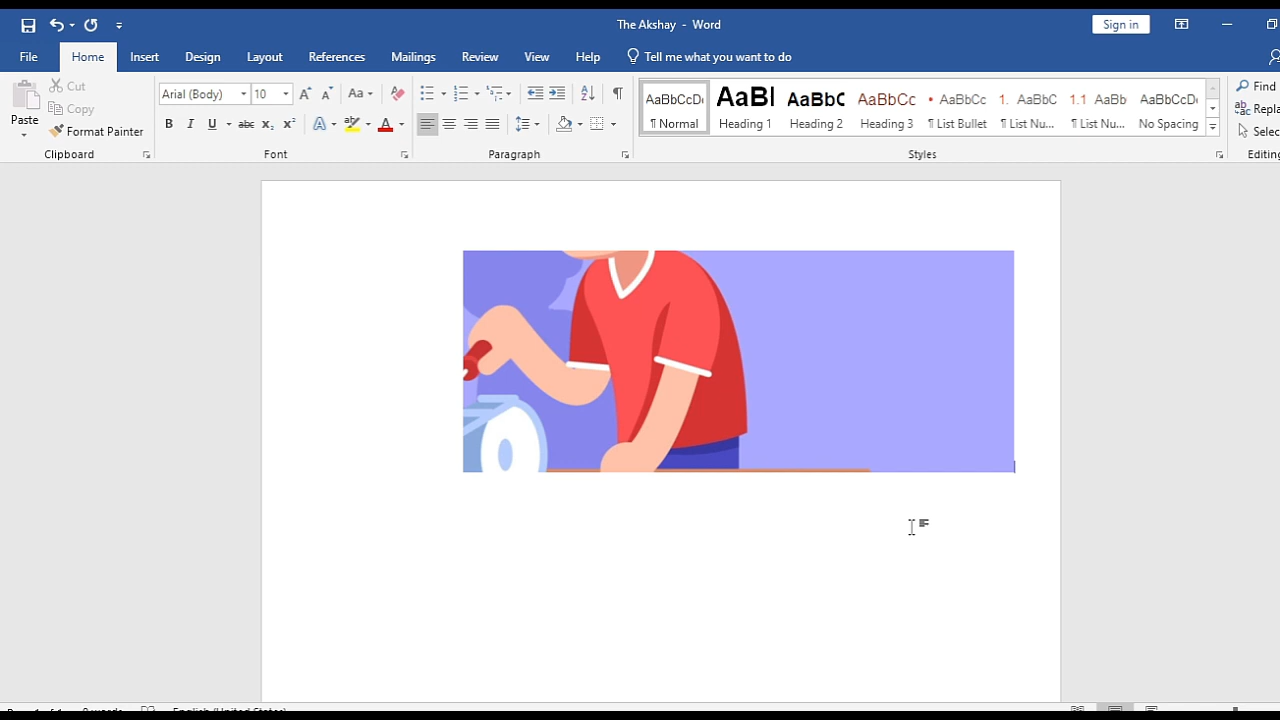 The Akshay - Word
Sign in
File Home Insert Design Layout References Mailings Review View Help Tell me what you want to do
Paste
Cut
Copy
Format Painter
Clipboard
Arial (Body) 10
Font
Paragraph
AaBbCcDi AaBl AaBbC AaBbCc • AaBbCc 1. AaBbC 1.1 AaBb AaBbCcDi
¶ Normal Heading 1 Heading 2 Heading 3 ¶ List Bullet ¶ List Nu... ¶ List Nu... No Spacing
Styles
Find
Repla
Selec
Editing
English (United States)